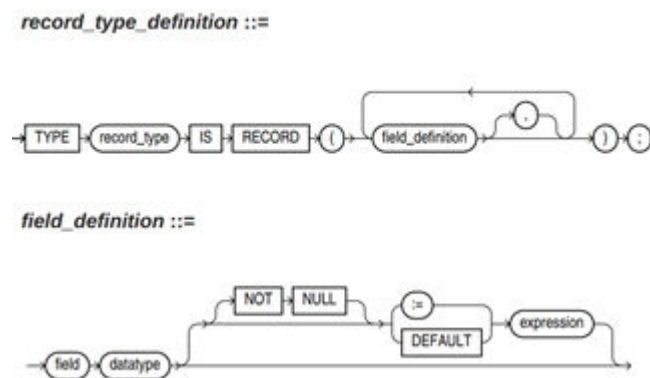 record_type_definition ::=
,
TYPE record_type IS RECORD ( field_definition ) ;
field_definition ::=
NOT NULL :=
DEFAULT expression
field datatype